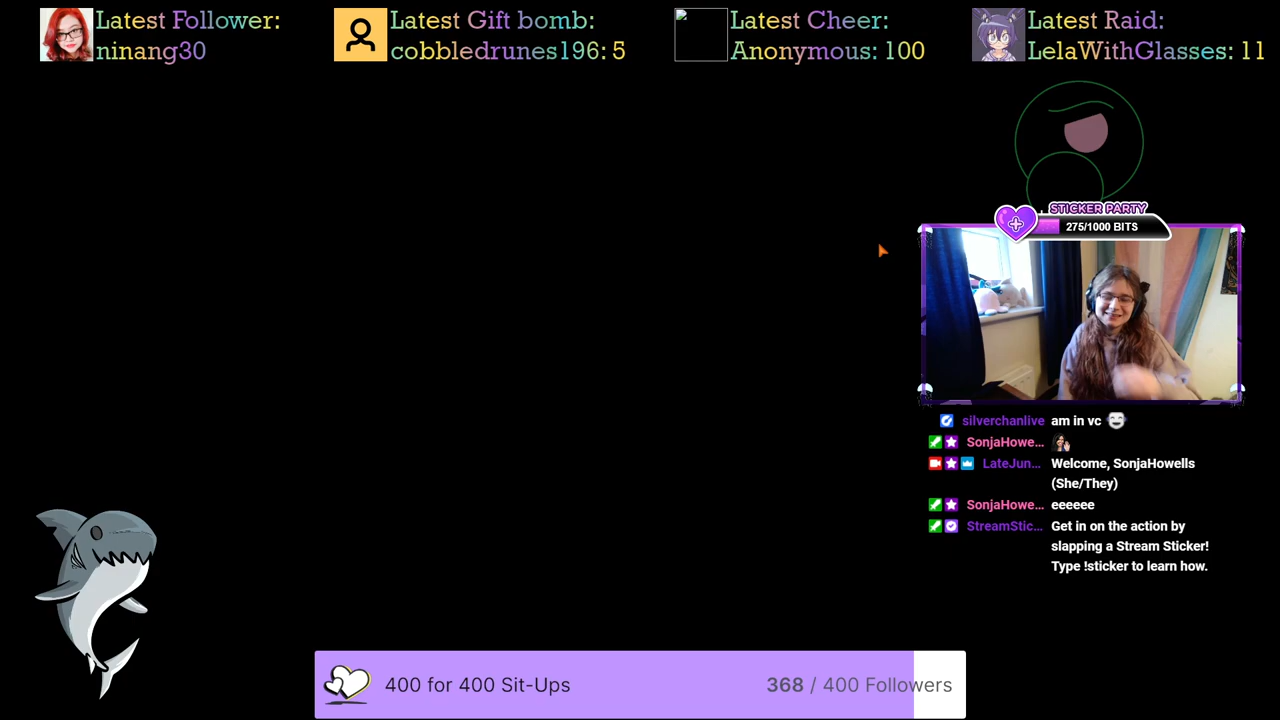 Latest Follower:
ninang30
Latest Gift bomb:
cobbledrunes196: 5
Latest Cheer:
Anonymous: 100
Latest Raid:
LelaWithGlasses: 11
STICKER PARTY
275/1000 BITS
silverchanlive am in vc
SonjaHowe...
LateJun... Welcome, SonjaHowells
(She/They)
SonjaHowe... eeeeee
StreamStic... Get in on the action by
slapping a Stream Sticker!
Type !sticker to learn how.
400 for 400 Sit-Ups 368 / 400 Followers